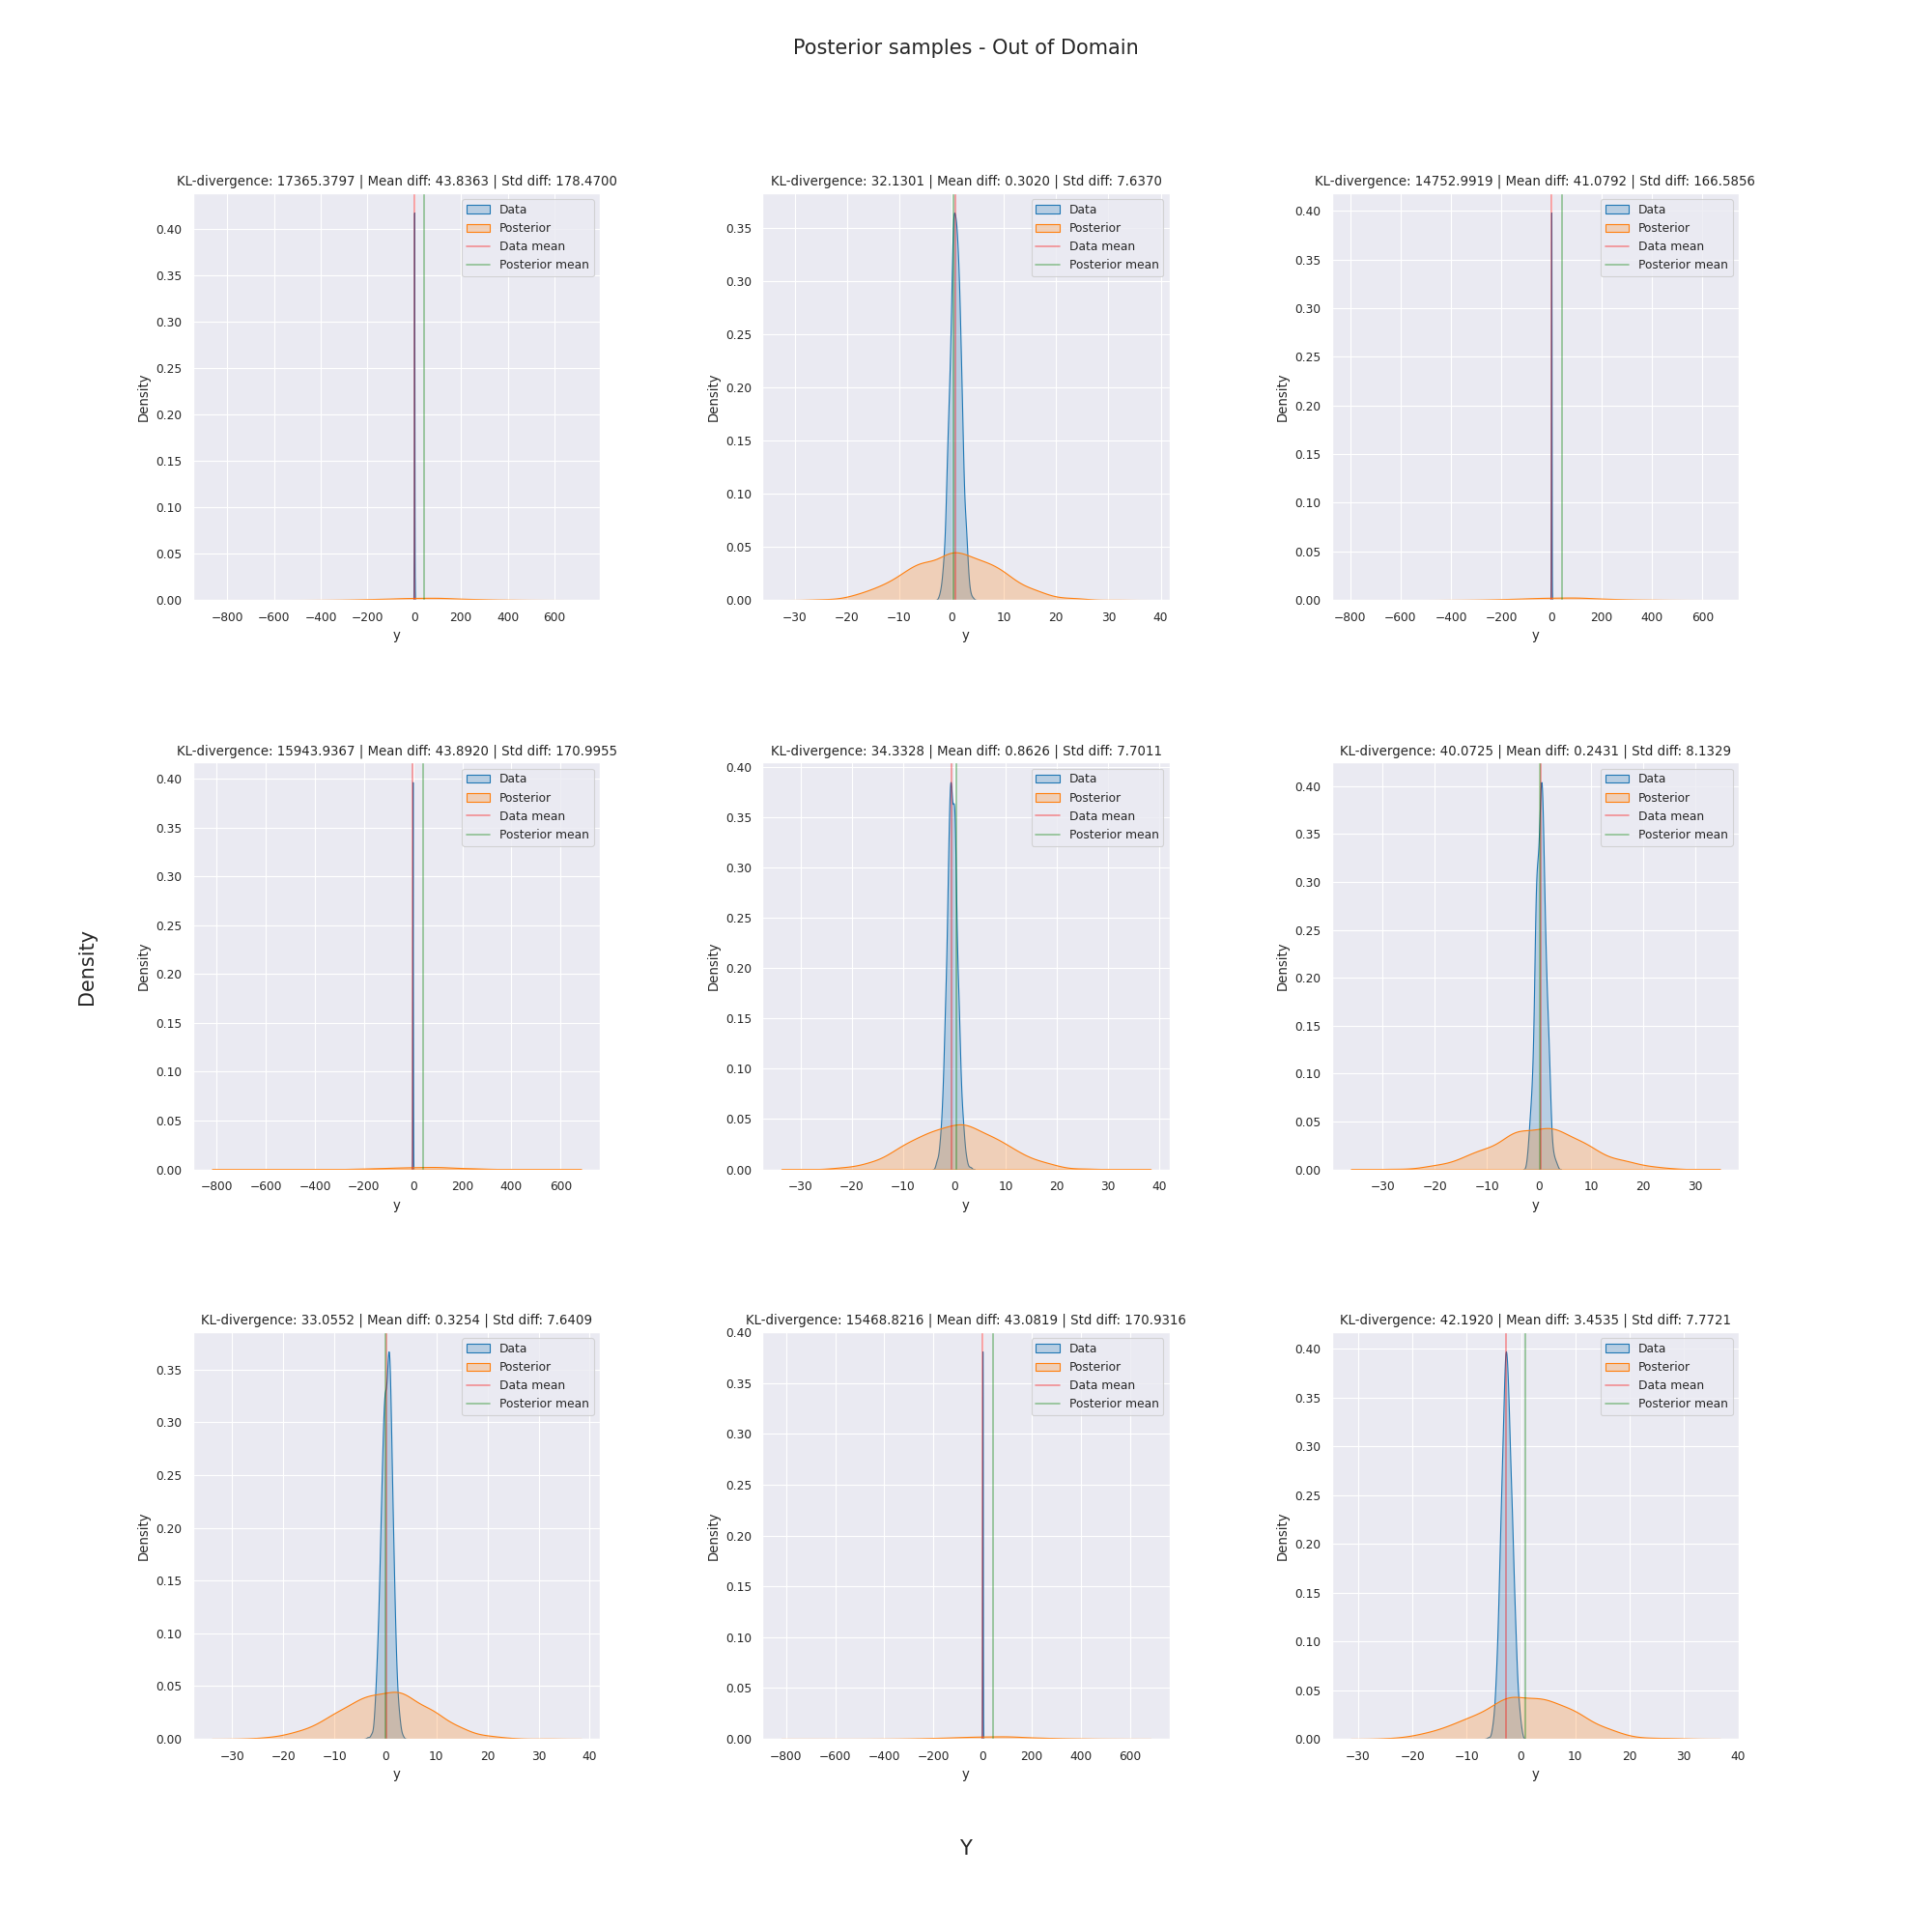 Posterior samples - Out of Domain
KL-divergence: 17365.3797 | Mean diff: 43.8363 | Std diff: 178.4700
Data
Posterior
Data mean
Posterior mean
0.40
0.35
0.30
0.25
0.20
0.15
0.10
0.05
0.00
Density
−800 −600 −400 −200 0 200 400 600
y
KL-divergence: 32.1301 | Mean diff: 0.3020 | Std diff: 7.6370
Data
Posterior
Data mean
Posterior mean
0.35
0.30
0.25
0.20
0.15
0.10
0.05
0.00
Density
−30 −20 −10 0 10 20 30 40
y
KL-divergence: 14752.9919 | Mean diff: 41.0792 | Std diff: 166.5856
Data
Posterior
Data mean
Posterior mean
0.40
0.35
0.30
0.25
0.20
0.15
0.10
0.05
0.00
Density
−800 −600 −400 −200 0 200 400 600
y
KL-divergence: 15943.9367 | Mean diff: 43.8920 | Std diff: 170.9955
Data
Posterior
Data mean
Posterior mean
0.40
0.35
0.30
0.25
0.20
0.15
0.10
0.05
0.00
Density
−800 −600 −400 −200 0 200 400 600
y
KL-divergence: 34.3328 | Mean diff: 0.8626 | Std diff: 7.7011
Data
Posterior
Data mean
Posterior mean
0.40
0.35
0.30
0.25
0.20
0.15
0.10
0.05
0.00
Density
−30 −20 −10 0 10 20 30 40
y
KL-divergence: 40.0725 | Mean diff: 0.2431 | Std diff: 8.1329
Data
Posterior
Data mean
Posterior mean
0.40
0.35
0.30
0.25
0.20
0.15
0.10
0.05
0.00
Density
−30 −20 −10 0 10 20 30
y
Density
KL-divergence: 33.0552 | Mean diff: 0.3254 | Std diff: 7.6409
Data
Posterior
Data mean
Posterior mean
0.35
0.30
0.25
0.20
0.15
0.10
0.05
0.00
Density
−30 −20 −10 0 10 20 30 40
y
KL-divergence: 15468.8216 | Mean diff: 43.0819 | Std diff: 170.9316
Data
Posterior
Data mean
Posterior mean
0.40
0.35
0.30
0.25
0.20
0.15
0.10
0.05
0.00
Density
−800 −600 −400 −200 0 200 400 600
y
KL-divergence: 42.1920 | Mean diff: 3.4535 | Std diff: 7.7721
Data
Posterior
Data mean
Posterior mean
0.40
0.35
0.30
0.25
0.20
0.15
0.10
0.05
0.00
Density
−30 −20 −10 0 10 20 30 40
y
Y